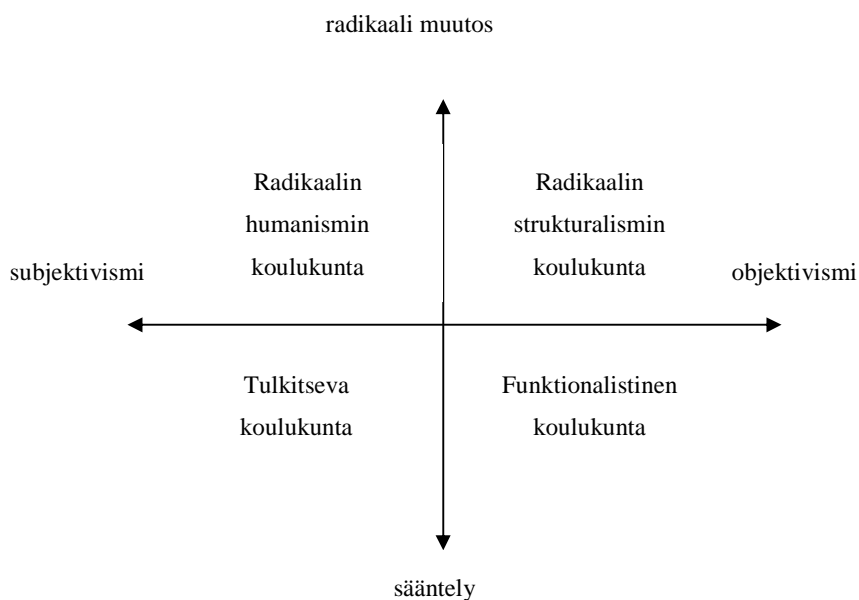 radikaali muutos
Radikaalin
humanismin
koulukunta
Radikaalin
strukturalismin
koulukunta
subjektivismi
objektivismi
Tulkitseva
koulukunta
Funktionalistinen
koulukunta
sääntely